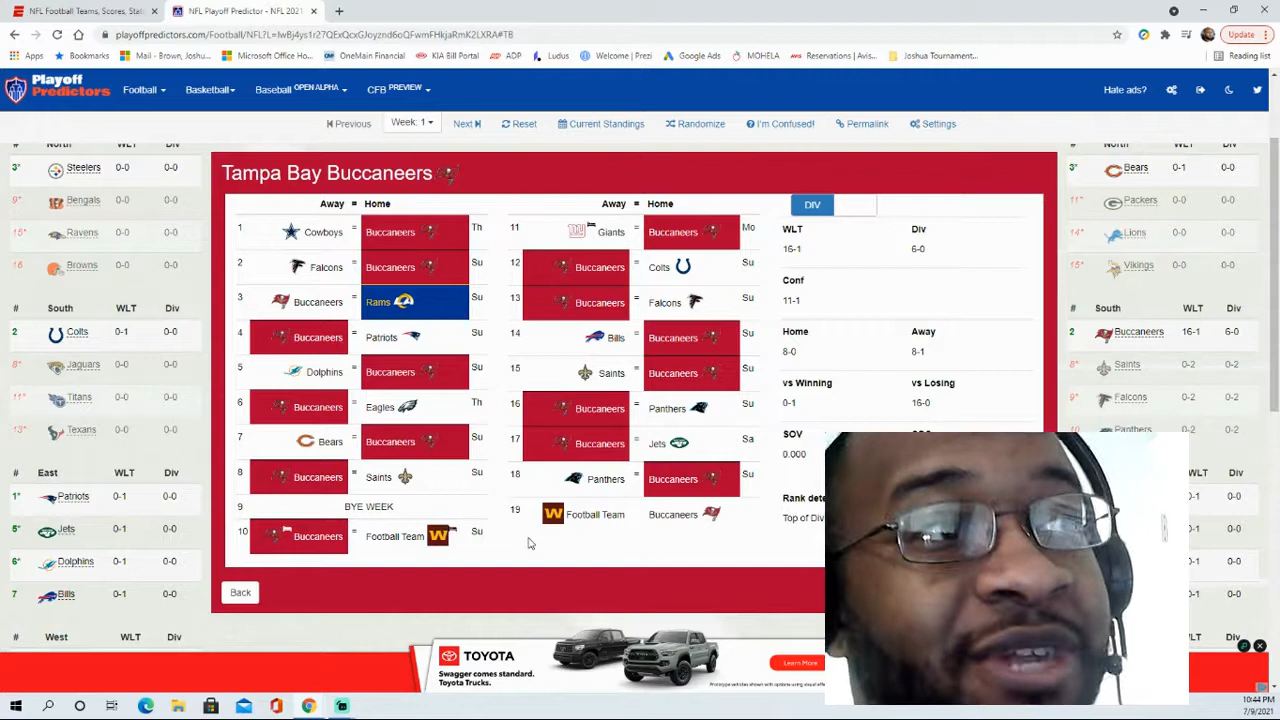 NFL Football Teams, Scores, Stats
NFL Playoff Predictor - NFL 2021
playoffpredictors.com/Football/NFL?L=IwBj4ys1r27QExQcxGJoyznd6oQFwmFHkjaRmK2LXRA#TB
Update
Apps Bookmarks Mail - Brown, Joshu... Microsoft Office Ho... OneMain Financial KIA Bill Portal ADP Ludus Welcome | Prezi Google Ads MOHELA Reservations | Avis... Joshua Tournament... Reading list
Playoff Predictors
Football Basketball Baseball OPEN ALPHA CFB PREVIEW Hate ads?
Previous Week: 1 Next Reset Current Standings Randomize I'm Confused! Permalink Settings
# North WLT Div
3* Steelers 0-0 0-0
9* Bengals 0-0 0-0
15* Ravens 0-0 0-0
16 Browns 0-0 0-0
# South WLT Div
2 Colts 0-1 0-0
8* Jaguars 0-0 0-0
11* Titans 0-0 0-0
13* Texans 0-0 0-0
# East WLT Div
1* Patriots 0-1 0-0
5* Jets 0-1 0-0
6* Dolphins 0-1 0-0
7 Bills 0-1 0-0
# West WLT Div
Tampa Bay Buccaneers
Away = Home
1 Cowboys = Buccaneers Th
2 Falcons = Buccaneers Su
3 Buccaneers = Rams Su
4 Buccaneers = Patriots Su
5 Dolphins = Buccaneers Su
6 Buccaneers = Eagles Th
7 Bears = Buccaneers Su
8 Buccaneers = Saints Su
9 BYE WEEK
10 Buccaneers = Football Team Su
Away = Home
11 Giants = Buccaneers Mo
12 Buccaneers = Colts Su
13 Buccaneers = Falcons Su
14 Bills = Buccaneers Su
15 Saints = Buccaneers Su
16 Buccaneers = Panthers Su
17 Buccaneers = Jets Sa
18 Panthers = Buccaneers Su
19 Football Team Buccaneers
Back
DIV
WLT Div
16-1 6-0
Conf
11-1
Home Away
8-0 8-1
vs Winning vs Losing
0-1 16-0
SOV
0.000
Rank dete
Top of Div
# North WLT Div
3* Bears 0-1 0-0
11* Packers 0-0 0-0
14* Lions 0-0 0-0
15* Vikings 0-0 0-0
# South WLT Div
2 Buccaneers 16-1 6-0
8* Saints 0-2 0-2
9* Falcons 0-2 0-2
10* Panthers 0-2 0-2
TOYOTA
Swagger comes standard.
Toyota Trucks.
Learn More
10:44 PM
7/9/2021